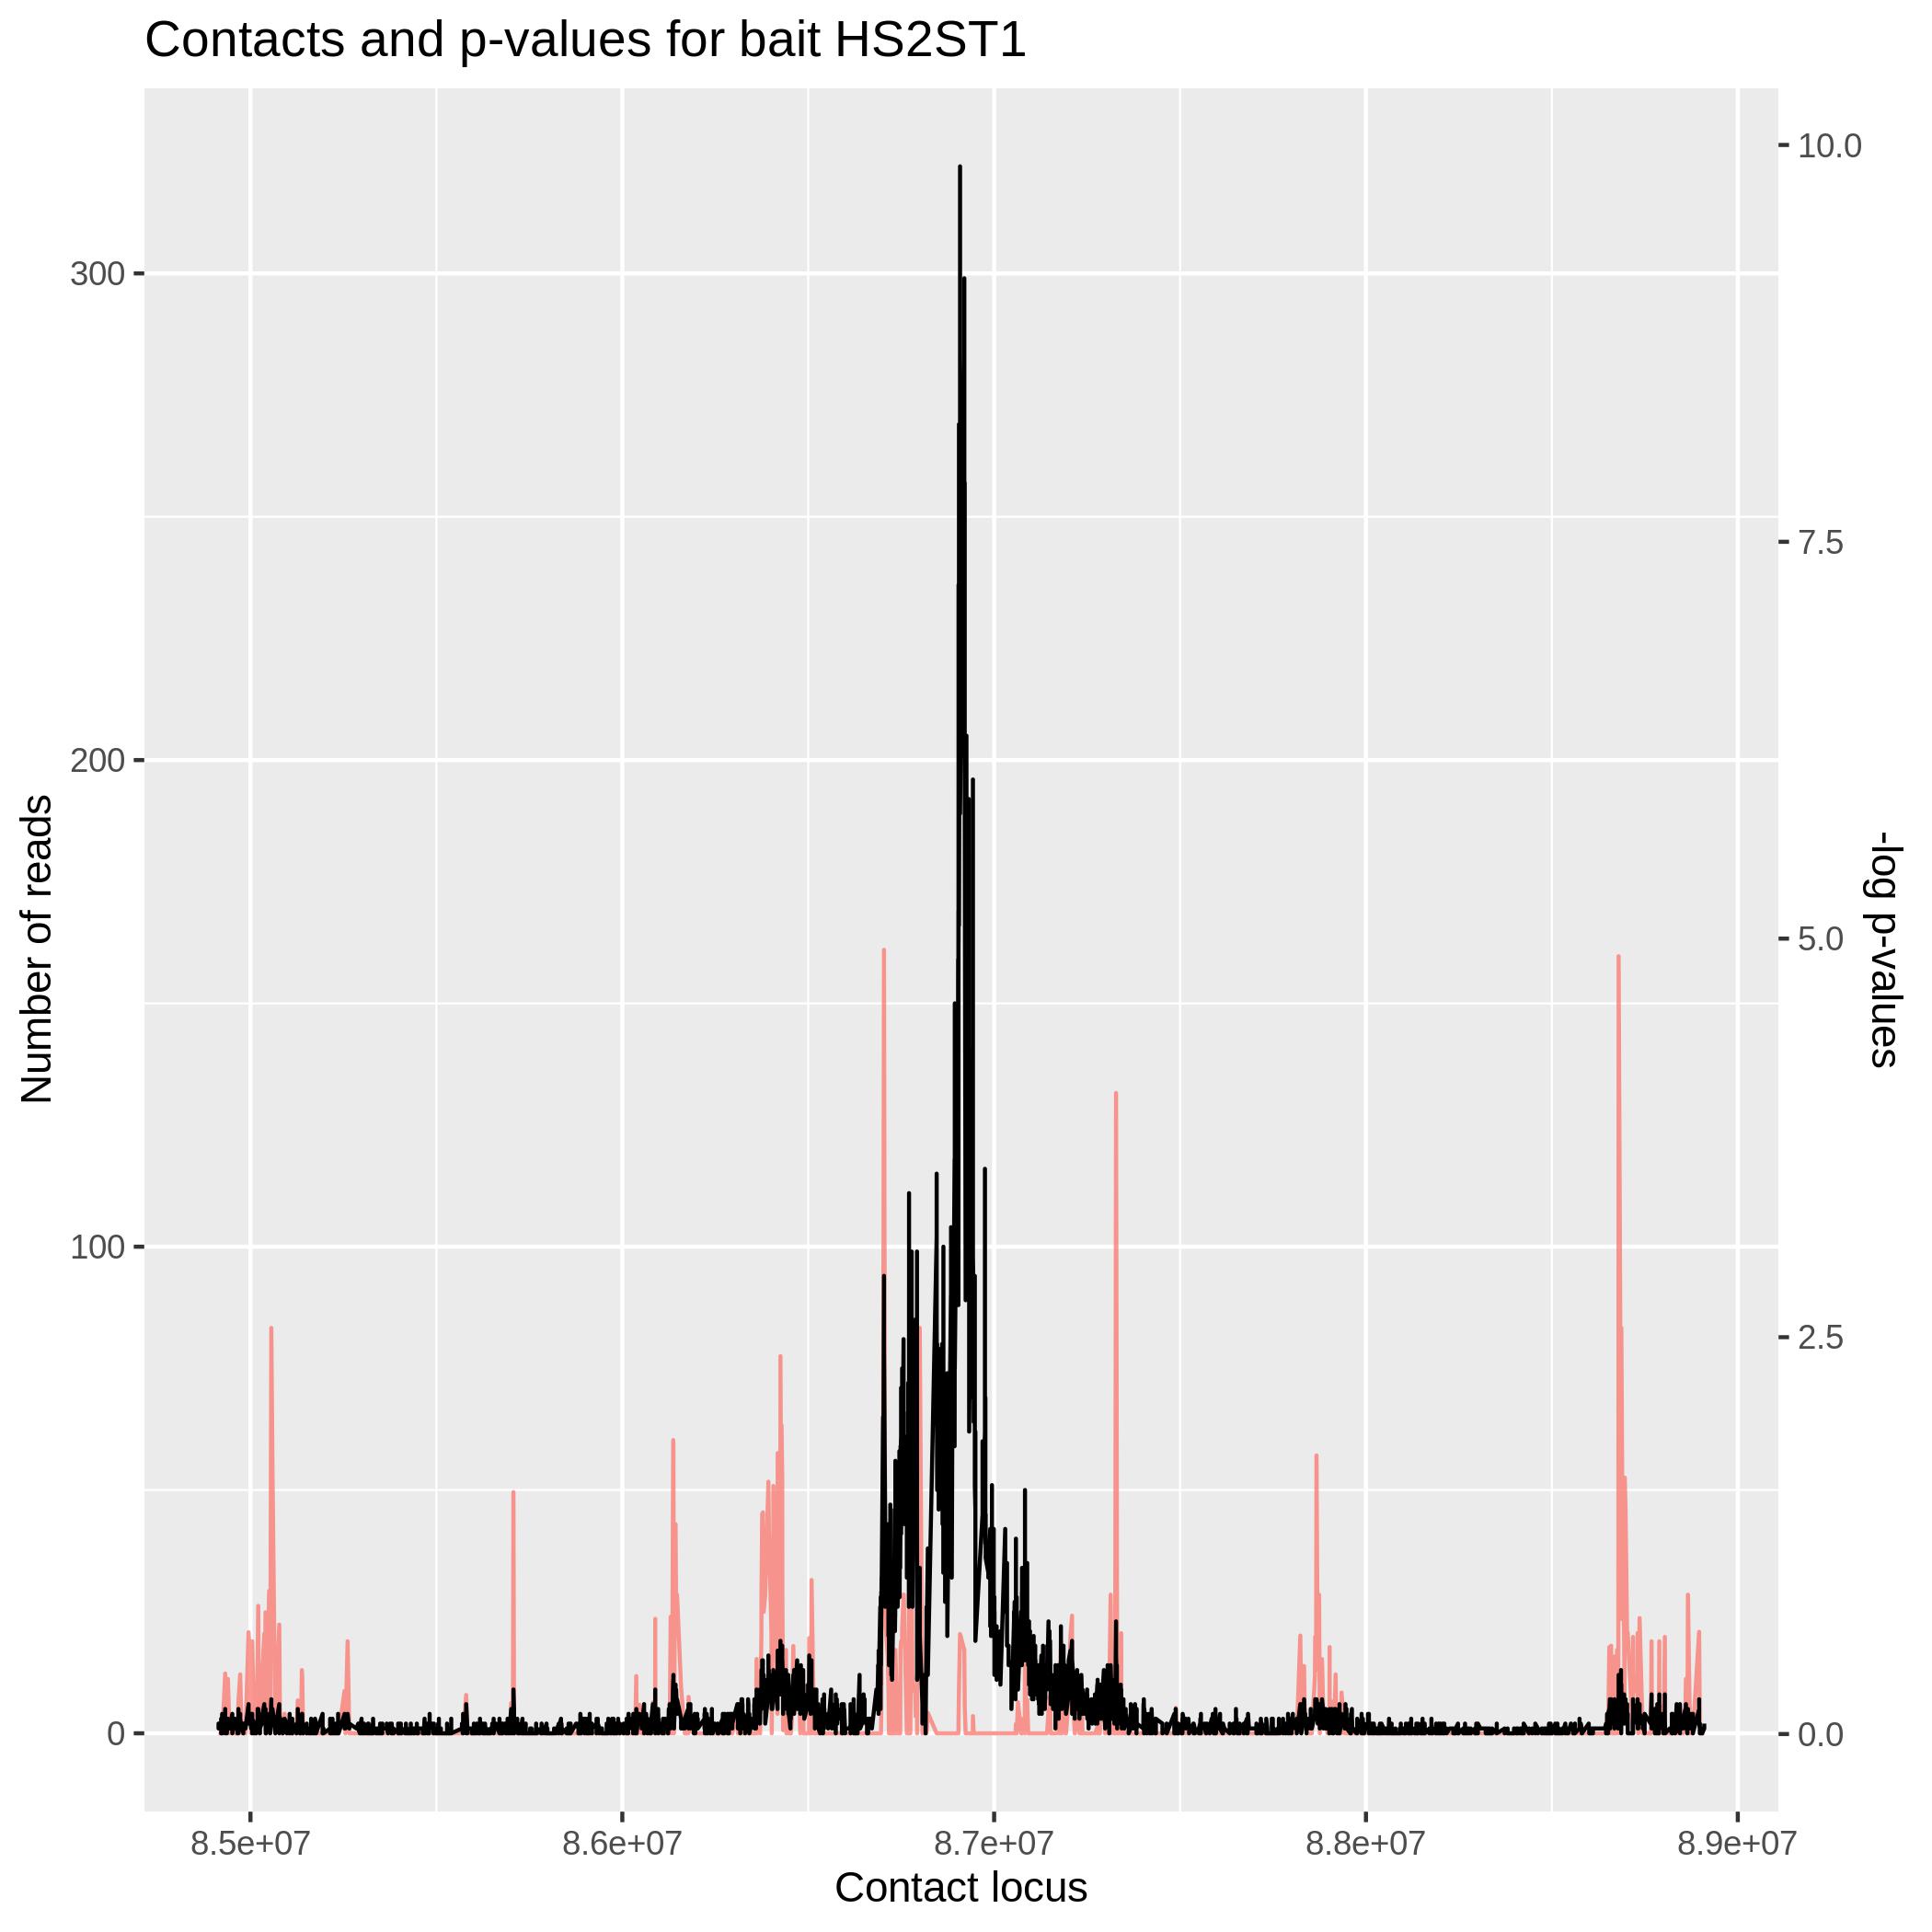 Contacts and p-values for bait HS2ST1
Number of reads
300
200
100
0
10.0
7.5
5.0
2.5
0.0
-log p-values
8.5e+07 8.6e+07 8.7e+07 8.8e+07 8.9e+07
Contact locus